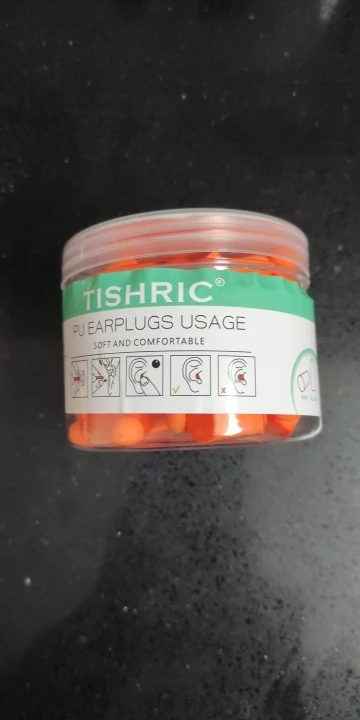 TISHRIC®
PU EARPLUGS USAGE
SOFT AND COMFORTABLE